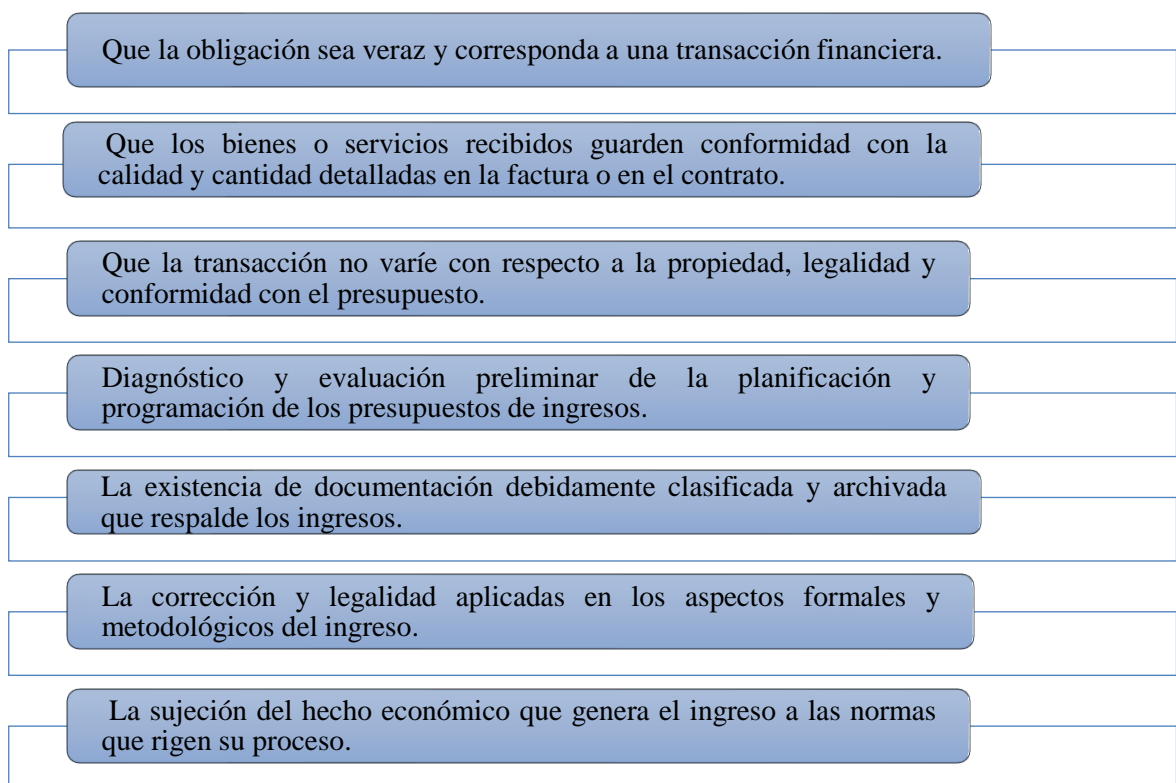 Que la obligación sea veraz y corresponda a una transacción financiera.
Que los bienes o servicios recibidos guarden conformidad con la
calidad y cantidad detalladas en la factura o en el contrato.
Que la transacción no varíe con respecto a la propiedad, legalidad y
conformidad con el presupuesto.
Diagnóstico y evaluación preliminar de la planificación y
programación de los presupuestos de ingresos.
La existencia de documentación debidamente clasificada y archivada
que respalde los ingresos.
La corrección y legalidad aplicadas en los aspectos formales y
metodológicos del ingreso.
La sujeción del hecho económico que genera el ingreso a las normas
que rigen su proceso.